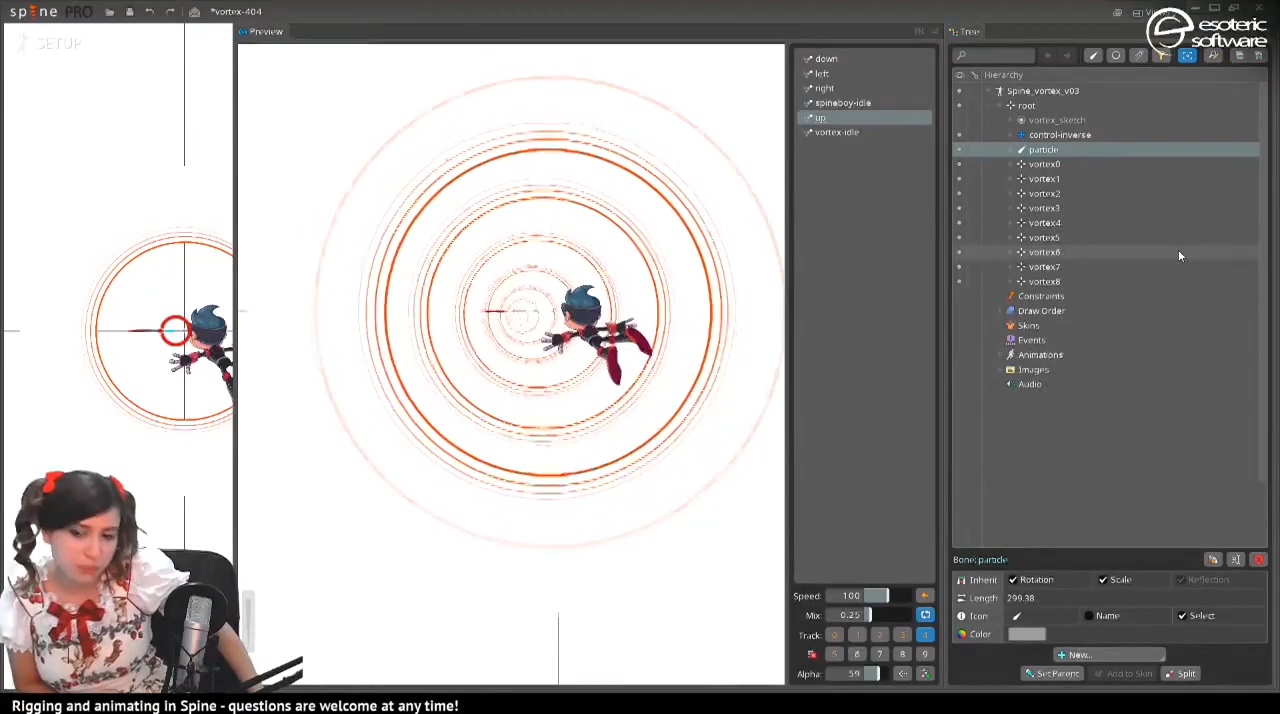 spine PRO
*vortex-404
Views
esoteric
software
SETUP
Preview
Tree
down
left
right
spineboy-idle
up
vortex-idle
Hierarchy
Spine_vortex_v03
root
vortex_sketch
control-inverse
particle
vortex0
vortex1
vortex2
vortex3
vortex4
vortex5
vortex6
vortex7
vortex8
Constraints
Draw Order
Skins
Events
Animations
Images
Audio
Bone: particle
Inherit Rotation Scale Reflection
Length 299.38
Icon Name Select
Color
New...
Set Parent Add to Skin Split
Speed: 100
Mix: 0.25
Track: 0 1 2 3 4
5 6 7 8 9
Alpha: 59
Rigging and animating in Spine - questions are welcome at any time!